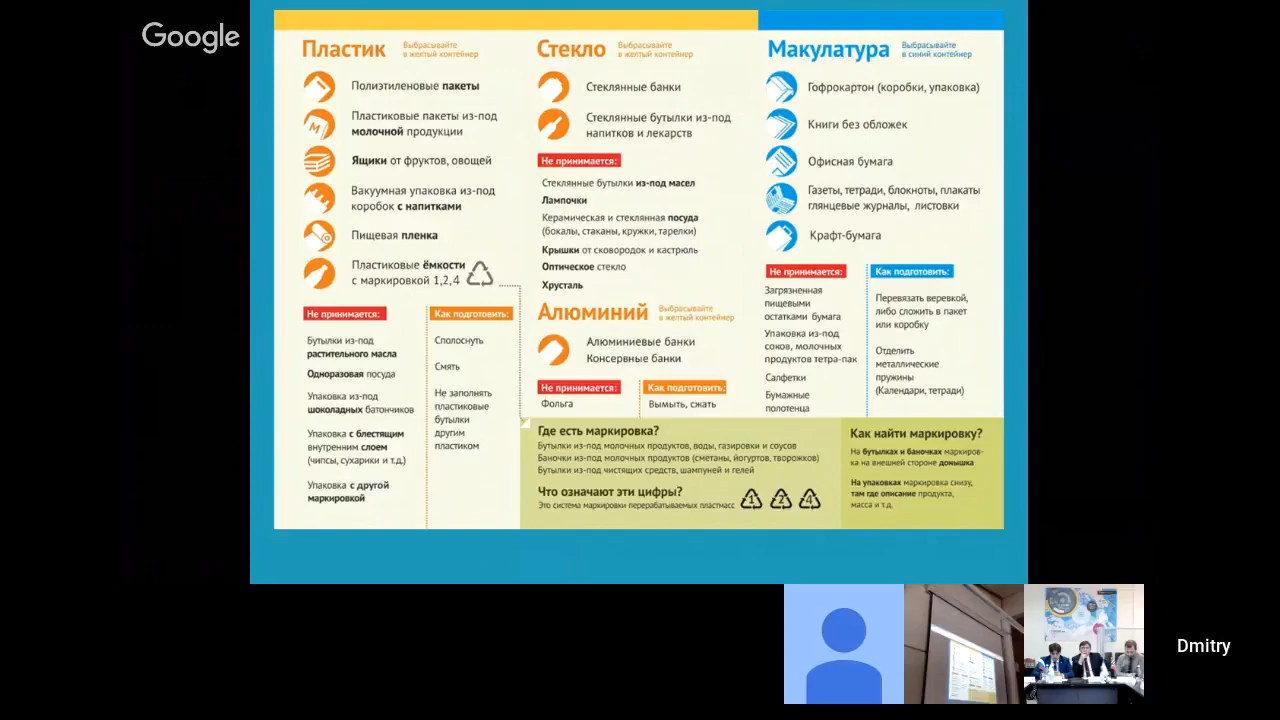 Google
Пластик
Выбрасывайте
в желтый контейнер
Полиэтиленовые пакеты
Пластиковые пакеты из-под
молочной продукции
Ящики от фруктов, овощей
Вакуумная упаковка из-под
коробок с напитками
Пищевая пленка
Пластиковые ёмкости
с маркировкой 1,2,4
Не принимается:
Бутылки из-под
растительного масла
Одноразовая посуда
Упаковка из-под
шоколадных батончиков
Упаковка с блестящим
внутренним слоем
(чипсы, сухарики и т.д.)
Упаковка с другой
маркировкой
Как подготовить:
Сполоснуть
Смять
Не заполнять
пластиковые
бутылки
другим
пластиком
Стекло
Выбрасывайте
в желтый контейнер
Стеклянные банки
Стеклянные бутылки из-под
напитков и лекарств
Не принимается:
Стеклянные бутылки из-под масел
Лампочки
Керамическая и стеклянная посуда
(бокалы, стаканы, кружки, тарелки)
Крышки от сковородок и кастрюль
Оптическое стекло
Хрусталь
Алюминий
Выбрасывайте
в желтый контейнер
Алюминиевые банки
Консервные банки
Не принимается:
Фольга
Как подготовить:
Вымыть, сжать
Макулатура
Выбрасывайте
в синий контейнер
Гофрокартон (коробки, упаковка)
Книги без обложек
Офисная бумага
Газеты, тетради, блокноты, плакаты
глянцевые журналы, листовки
Крафт-бумага
Не принимается:
Загрязненная
пищевыми
остатками бумага
Упаковка из-под
соков, молочных
продуктов тетра-пак
Салфетки
Бумажные
полотенца
Как подготовить:
Перевязать веревкой,
либо сложить в пакет
или коробку
Отделить
металлические
пружины
(Календари, тетради)
Где есть маркировка?
Бутылки из-под молочных продуктов, воды, газировки и соусов
Баночки из-под молочных продуктов (сметаны, йогуртов, творожков)
Бутылки из-под чистящих средств, шампуней и гелей
Что означают эти цифры?
Это система маркировки перерабатываемых пластмасс
1 2 4
Как найти маркировку?
На бутылках и баночках маркиров-
ка на внешней стороне донышка
На упаковках маркировка снизу,
там где описание продукта,
масса и т.д.
Dmitry